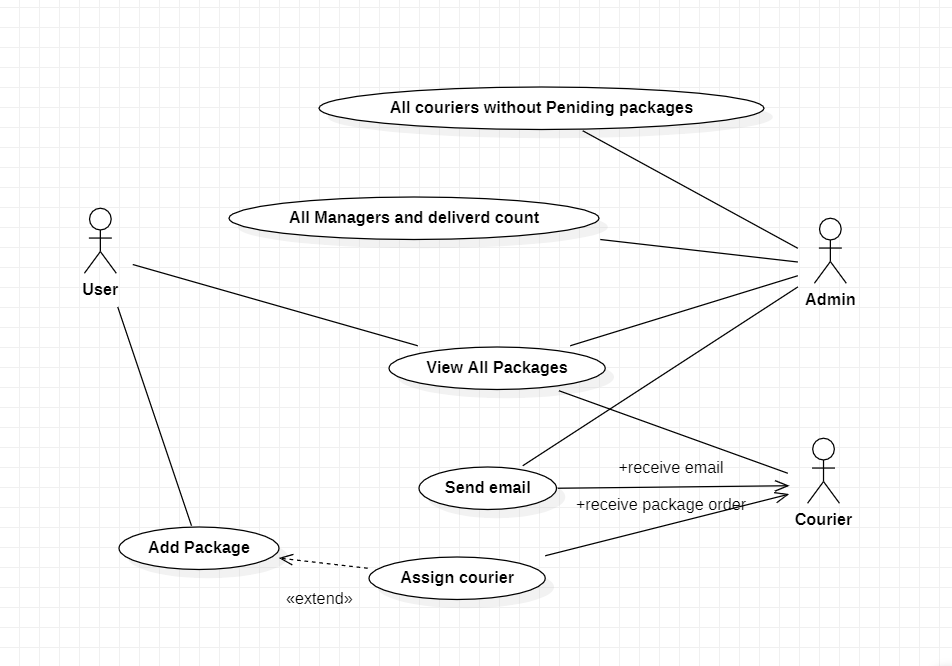 All couriers without Peniding packages
All Managers and deliverd count
User
Admin
View All Packages
+receive email
Send email
+receive package order
Courier
Add Package
Assign courier
«extend»